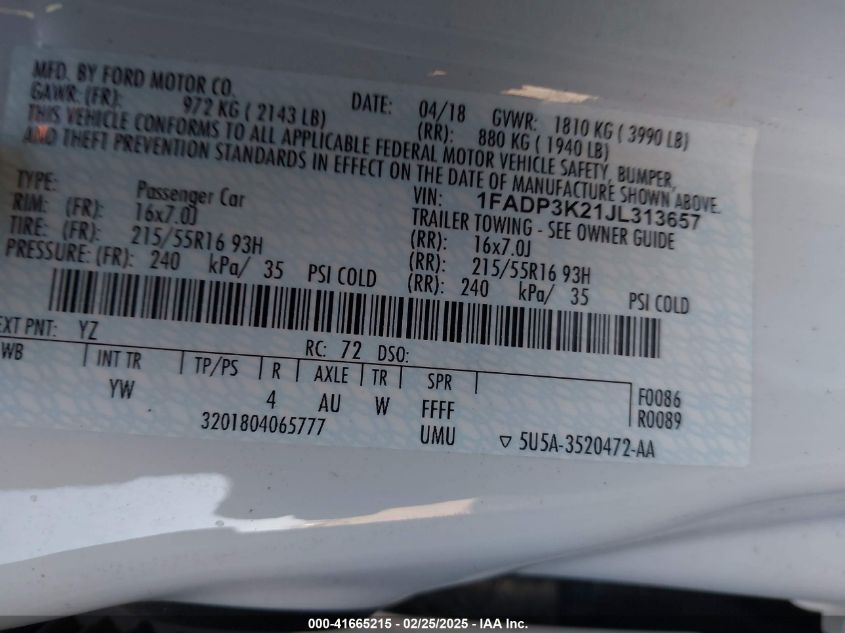 MFD. BY FORD MOTOR CO.
DATE: 04/18 GVWR: 1810 KG ( 3990 LB)
GAWR: (FR): 972 KG ( 2143 LB) (RR): 880 KG ( 1940 LB)
THIS VEHICLE CONFORMS TO ALL APPLICABLE FEDERAL MOTOR VEHICLE SAFETY, BUMPER,
AND THEFT PREVENTION STANDARDS IN EFFECT ON THE DATE OF MANUFACTURE SHOWN ABOVE.
VIN: 1FADP3K21JL313657
TYPE: Passenger Car TRAILER TOWING - SEE OWNER GUIDE
RIM: (FR): 16x7.0J (RR): 16x7.0J
TIRE: (FR): 215/55R16 93H (RR): 215/55R16 93H
PRESSURE: (FR): 240 kPa/ 35 PSI COLD (RR): 240 kPa/ 35 PSI COLD
EXT PNT: YZ RC: 72 DSO:
WB INT TR TP/PS R AXLE TR SPR F0086
YW 4 AU W FFFF R0089
3201804065777 UMU ▽ 5U5A-3520472-AA
000-41665215 - 02/25/2025 - IAA Inc.